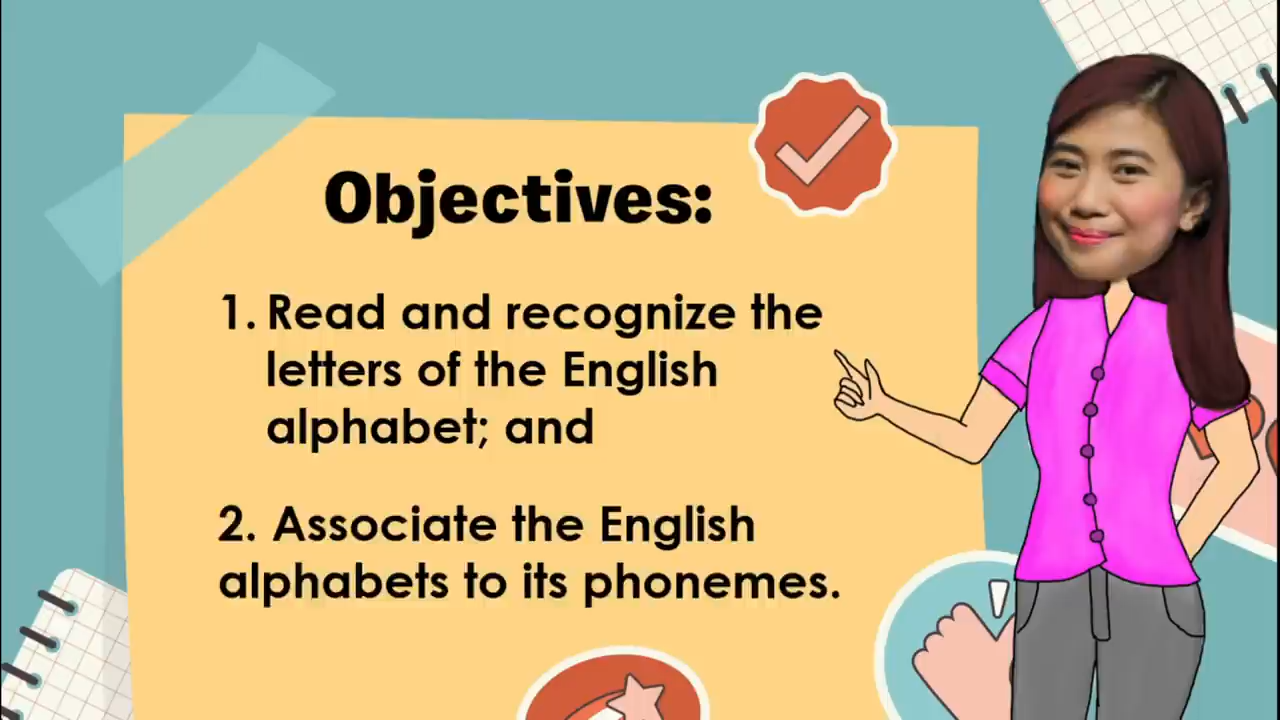 Objectives:
1. Read and recognize the
letters of the English
alphabet; and
2. Associate the English
alphabets to its phonemes.